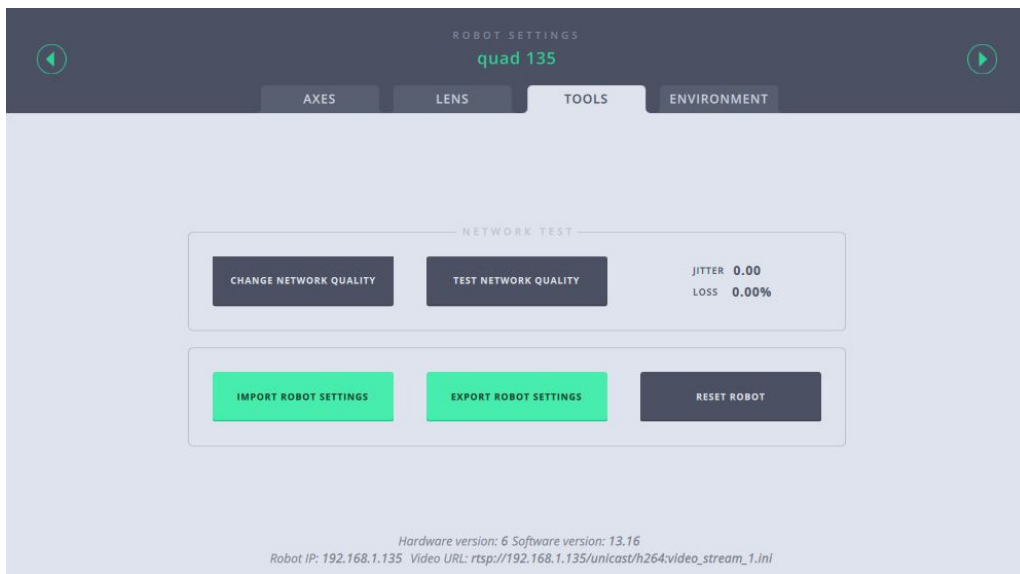 ROBOT SETTINGS
quad 135
AXES LENS TOOLS ENVIRONMENT
NETWORK TEST
CHANGE NETWORK QUALITY TEST NETWORK QUALITY JITTER 0.00
LOSS 0.00%
IMPORT ROBOT SETTINGS EXPORT ROBOT SETTINGS RESET ROBOT
Hardware version: 6 Software version: 13.16
Robot IP: 192.168.1.135 Video URL: rtsp://192.168.1.135/unicast/h264:video_stream_1.inl